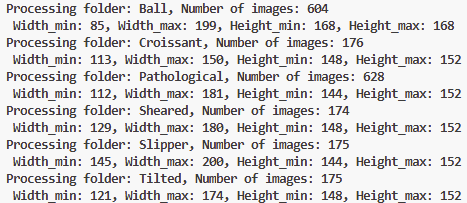 Processing folder: Ball, Number of images: 604
Width_min: 85, Width_max: 199, Height_min: 168, Height_max: 168
Processing folder: Croissant, Number of images: 176
Width_min: 113, Width_max: 150, Height_min: 148, Height_max: 152
Processing folder: Pathological, Number of images: 628
Width_min: 112, Width_max: 181, Height_min: 144, Height_max: 152
Processing folder: Sheared, Number of images: 174
Width_min: 129, Width_max: 180, Height_min: 148, Height_max: 152
Processing folder: Slipper, Number of images: 175
Width_min: 145, Width_max: 200, Height_min: 144, Height_max: 152
Processing folder: Tilted, Number of images: 175
Width_min: 121, Width_max: 174, Height_min: 148, Height_max: 152